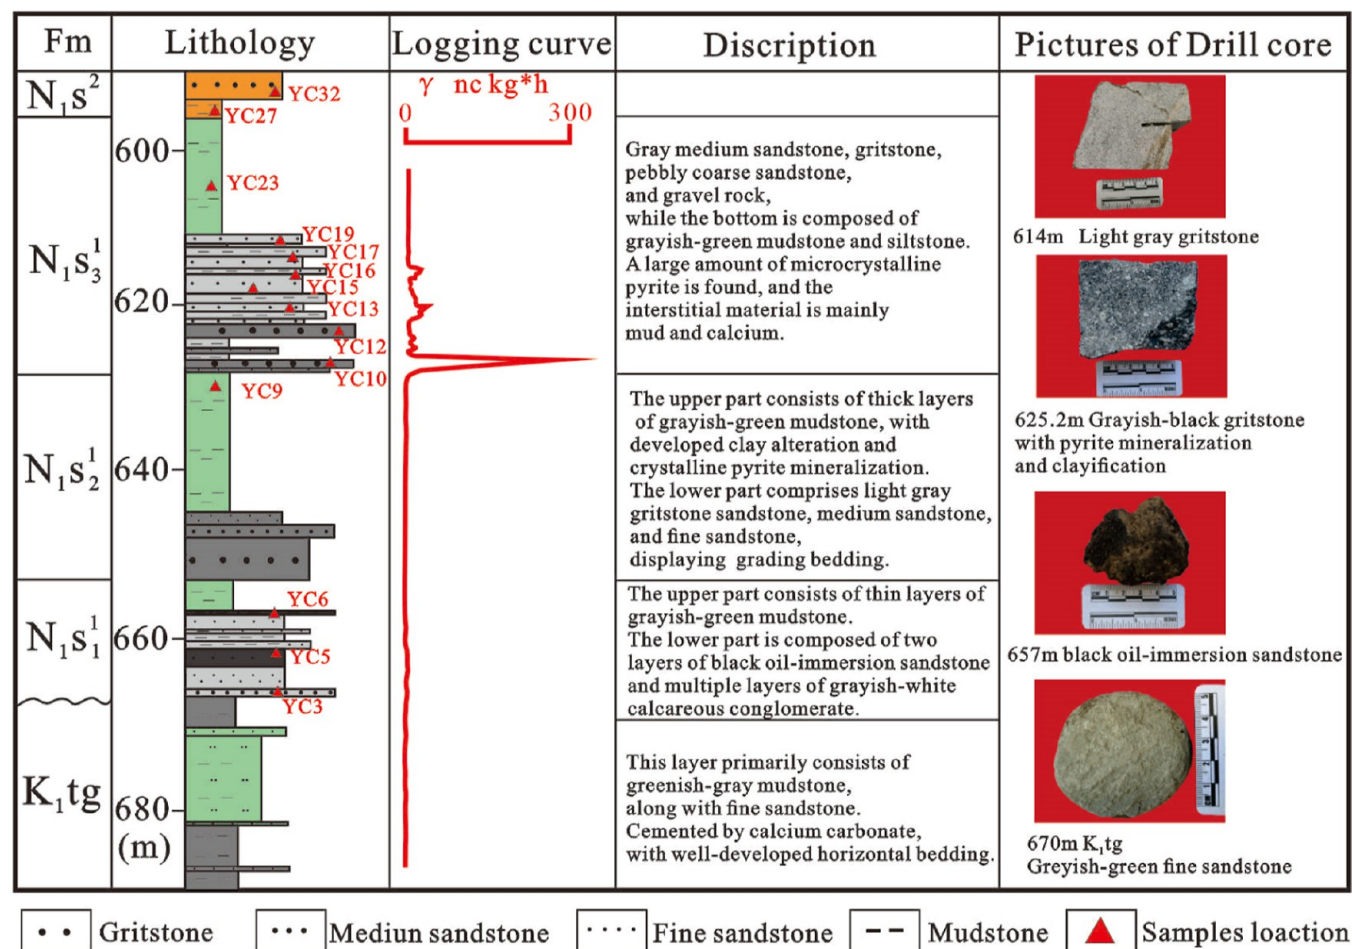 Fm
Lithology
Logging curve
Discription
Pictures of Drill core
N₁s²
YC32
YC27
γ nc kg*h
0 300
600
YC23
N₁s₃¹
YC19
YC17
YC16
YC15
620
YC13
YC12
YC10
Gray medium sandstone, gritstone,
pebbly coarse sandstone,
and gravel rock,
while the bottom is composed of
grayish-green mudstone and siltstone.
A large amount of microcrystalline
pyrite is found, and the
interstitial material is mainly
mud and calcium.
614m Light gray gritstone
625.2m Grayish-black gritstone
with pyrite mineralization
and clayification
N₁s₂¹
YC9
640
The upper part consists of thick layers
of grayish-green mudstone, with
developed clay alteration and
crystalline pyrite mineralization.
The lower part comprises light gray
gritstone sandstone, medium sandstone,
and fine sandstone,
displaying grading bedding.
N₁s₁¹
YC6
660
YC5
YC3
The upper part consists of thin layers of
grayish-green mudstone.
The lower part is composed of two
layers of black oil-immersion sandstone
and multiple layers of grayish-white
calcareous conglomerate.
657m black oil-immersion sandstone
K₁tg
680
(m)
This layer primarily consists of
greenish-gray mudstone,
along with fine sandstone.
Cemented by calcium carbonate,
with well-developed horizontal bedding.
670m K₁tg
Greyish-green fine sandstone
Gritstone
Mediun sandstone
Fine sandstone
Mudstone
Samples loaction